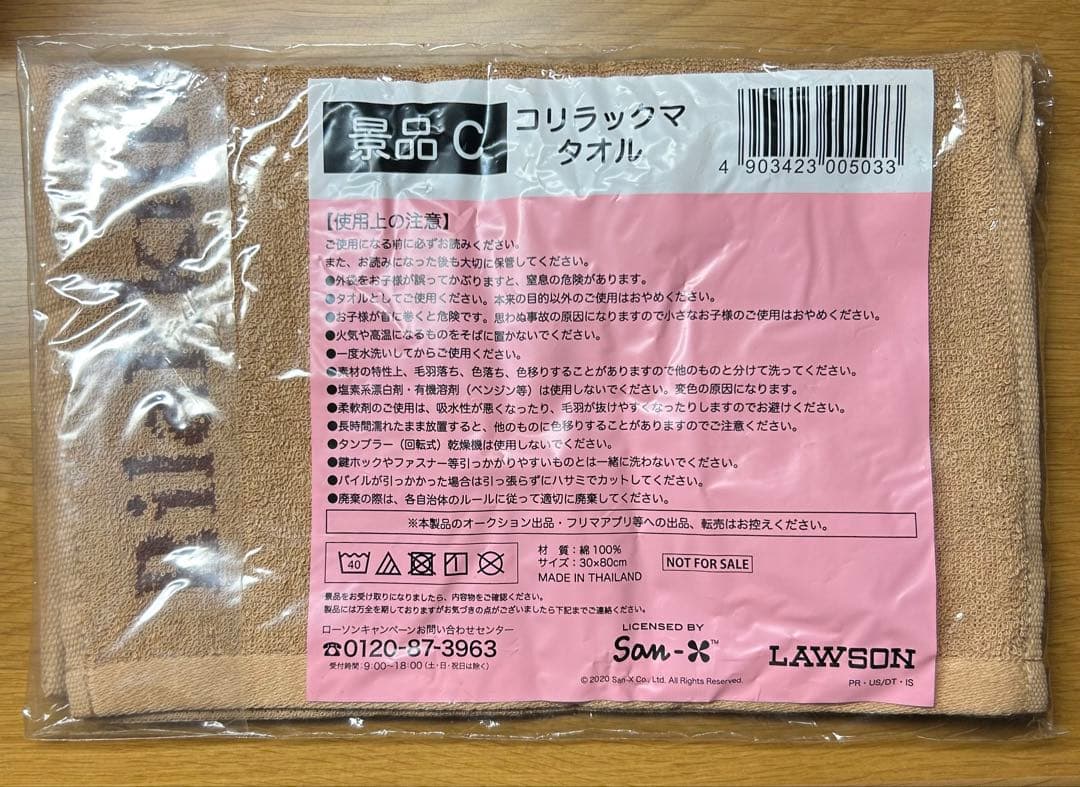 景品 C
コリラックマ
タオル
4 903423 005033
【使用上の注意】
ご使用になる前に必ずお読みください。
また、お読みになった後も大切に保管してください。
●外袋をお子様が誤ってかぶりますと、窒息の危険があります。
●タオルとしてご使用ください。本来の目的以外のご使用はおやめください。
●お子様が首に巻くと危険です。思わぬ事故の原因になりますので小さなお子様のご使用はおやめください。
●火気や高温になるものをそばに置かないでください。
●一度水洗いしてからご使用ください。
●素材の特性上、毛羽落ち、色落ち、色移りすることがありますので他のものと分けて洗ってください。
●塩素系漂白剤・有機溶剤（ベンジン等）は使用しないでください。変色の原因になります。
●柔軟剤のご使用は、吸水性が悪くなったり、毛羽が抜けやすくなったりしますのでお避けください。
●長時間濡れたまま放置すると、他のものに色移りすることがありますのでご注意ください。
●タンブラー（回転式）乾燥機は使用しないでください。
●鍵ホックやファスナー等引っかかりやすいものとは一緒に洗わないでください。
●パイルが引っかかった場合は引っ張らずにハサミでカットしてください。
●廃棄の際は、各自治体のルールに従って適切に廃棄してください。
※本製品のオークション出品・フリマアプリ等への出品、転売はお控えください。
40
材 質：綿100%
サイズ：30×80cm
MADE IN THAILAND
NOT FOR SALE
景品をお受け取りになりましたら、内容物をご確認ください。
製品には万全を期しておりますがお気づきの点がございましたら下記までご連絡ください。
ローソンキャンペーンお問い合わせセンター
☎0120-87-3963
受付時間：9:00~18:00（土・日・祝日は除く）
LICENSED BY
San-X™
© 2020 San-X Co., Ltd. All Rights Reserved.
LAWSON
PR・US/DT・IS